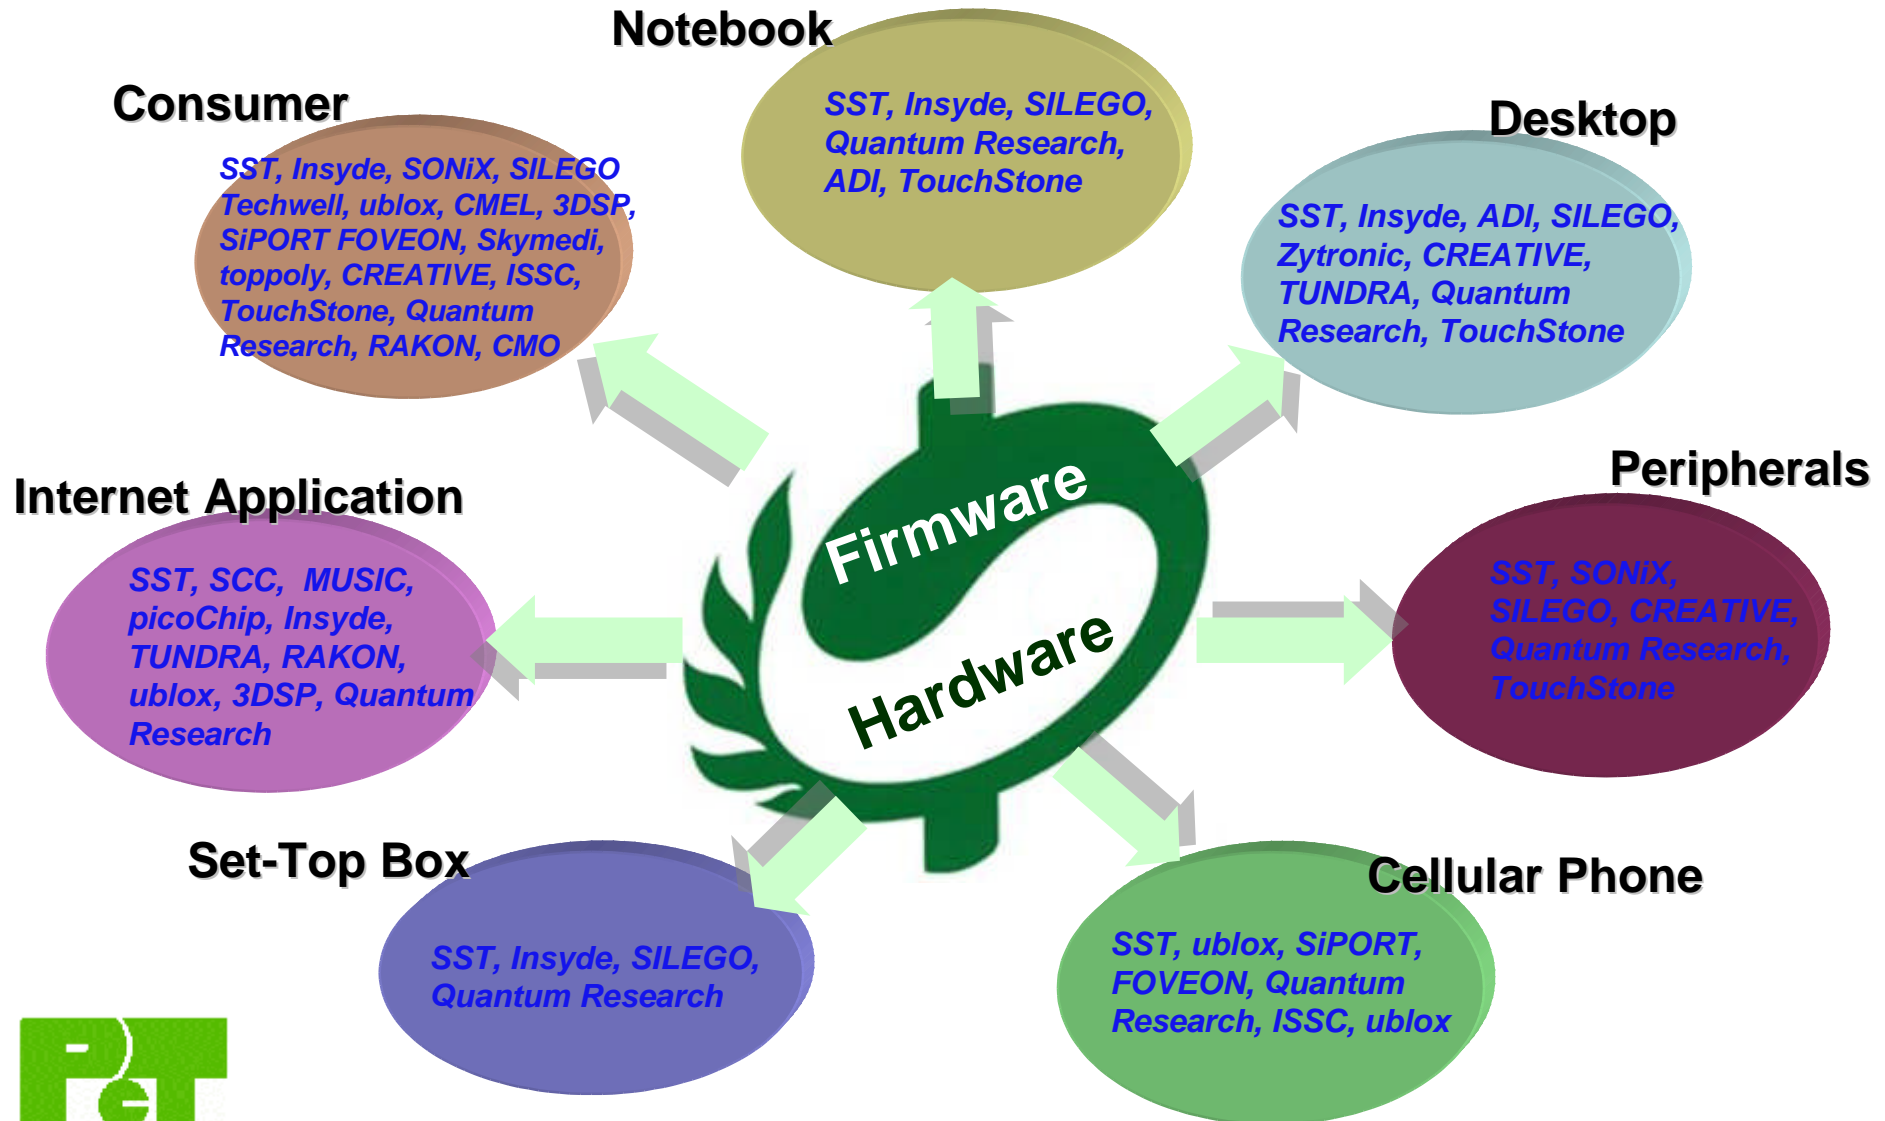 Notebook
SST, Insyde, SILEGO,
Quantum Research,
ADI, TouchStone
Consumer
SST, Insyde, SONiX, SILEGO
Techwell, ublox, CMEL, 3DSP,
SiPORT FOVEON, Skymedi,
toppoly, CREATIVE, ISSC,
TouchStone, Quantum
Research, RAKON, CMO
Desktop
SST, Insyde, ADI, SILEGO,
Zytronic, CREATIVE,
TUNDRA, Quantum
Research, TouchStone
Internet Application
SST, SCC, MUSIC,
picoChip, Insyde,
TUNDRA, RAKON,
ublox, 3DSP, Quantum
Research
Firmware
Hardware
Peripherals
SST, SONiX,
SILEGO, CREATIVE,
Quantum Research,
TouchStone
Set-Top Box
SST, Insyde, SILEGO,
Quantum Research
Cellular Phone
SST, ublox, SiPORT,
FOVEON, Quantum
Research, ISSC, ublox
PeT